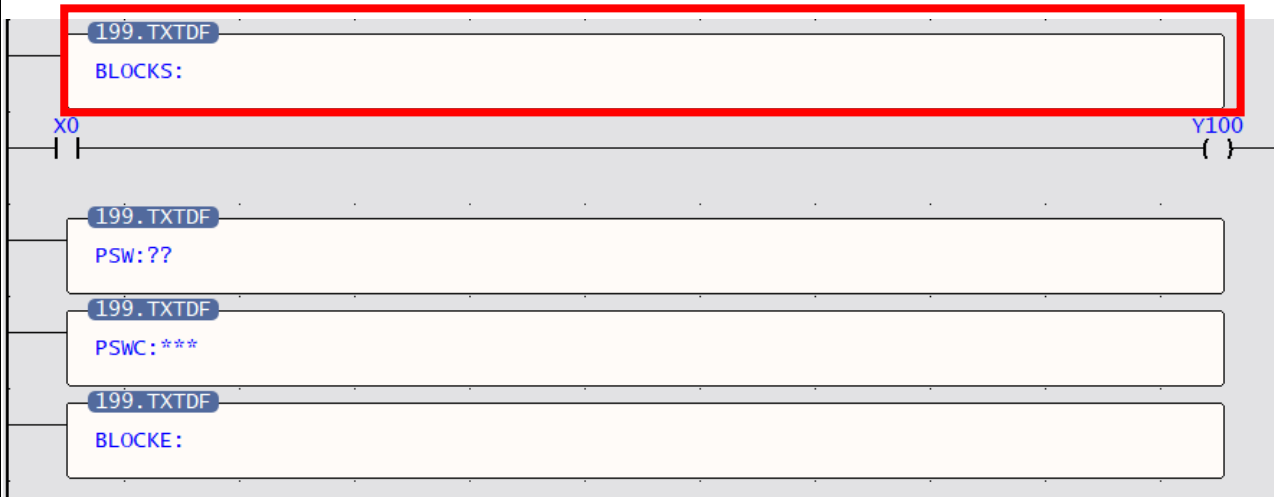 199.TXTDF
BLOCKS:
X0 Y100
199.TXTDF
PSW:??
199.TXTDF
PSWC:***
199.TXTDF
BLOCKE: